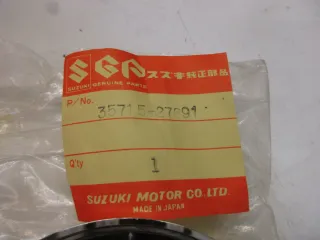 SGP スズキ純正部品
SUZUKI GENUINE PARTS
P/No.
35715-27091
Q'ty
1
SUZUKI MOTOR CO.,LTD.
MADE IN JAPAN